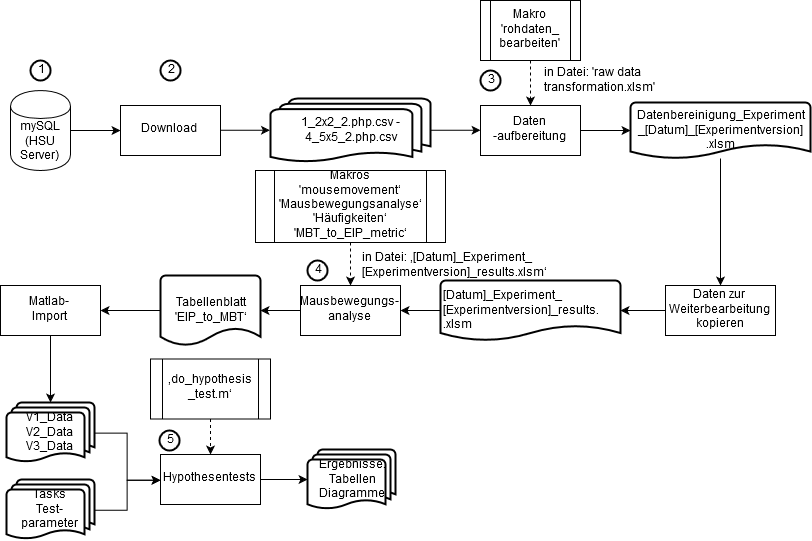 Makro
'rohdaten_
bearbeiten'
1
2
3
in Datei: 'raw data
transformation.xlsm'
mySQL
(HSU
Server)
Download
1_2x2_2.php.csv -
4_5x5_2.php.csv
Daten
-aufbereitung
Datenbereinigung_Experiment
_[Datum]_[Experimentversion]
.xlsm
Makros
'mousemovement‘
'Mausbewegungsanalyse‘
'Häufigkeiten‘
'MBT_to_EIP_metric‘
4
in Datei: ‚[Datum]_Experiment_
[Experimentversion]_results.xlsm‘
Matlab-
Import
Tabellenblatt
'EIP_to_MBT‘
Mausbewegungs-
analyse
[Datum]_Experiment_
[Experimentversion]_results.
.xlsm
Daten zur
Weiterbearbeitung
kopieren
‚do_hypothesis
_test.m‘
V1_Data
V2_Data
V3_Data
5
Hypothesentests
Ergebnisse:
Tabellen
Diagramme
Tasks
Test-
parameter